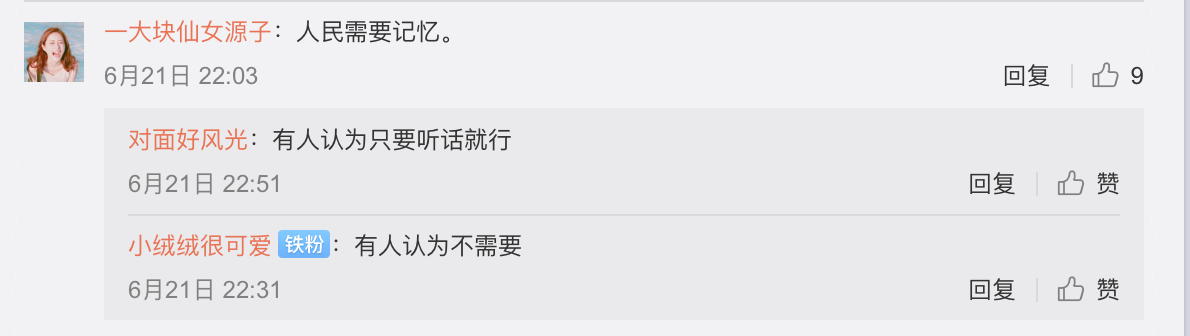 一大块仙女源子：人民需要记忆。
6月21日 22:03 回复 9
对面好风光：有人认为只要听话就行
6月21日 22:51 回复 赞
小绒绒很可爱 铁粉：有人认为不需要
6月21日 22:31 回复 赞